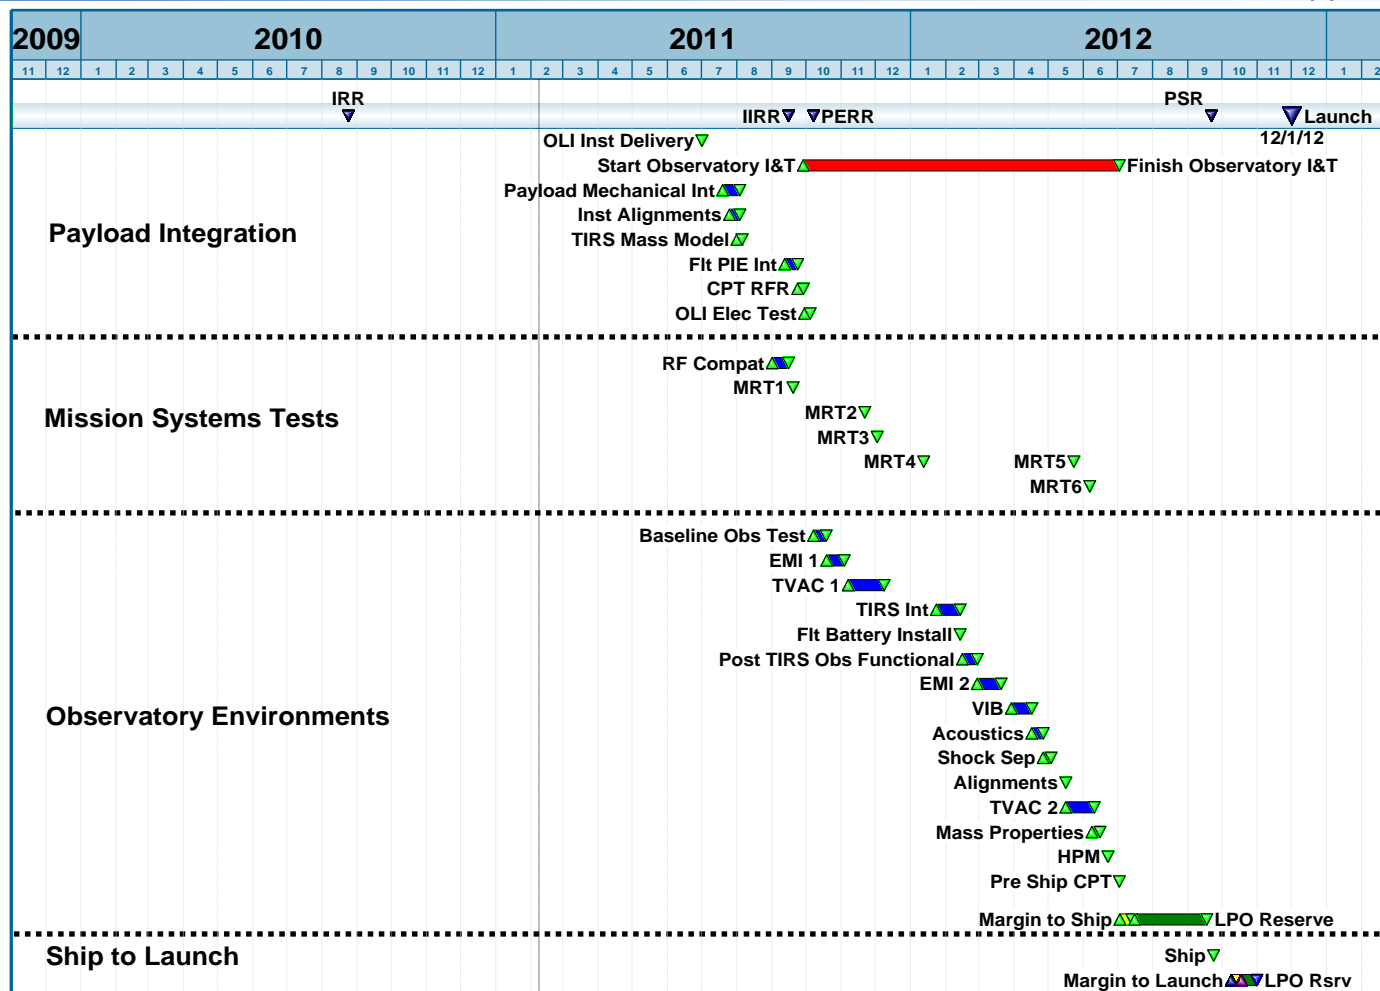 2009 2010 2011 2012
11 12 1 2 3 4 5 6 7 8 9 10 11 12 1 2 3 4 5 6 7 8 9 10 11 12 1 2 3 4 5 6 7 8 9 10 11 12 1 2
IRR PSR
IIRR PERR Launch
OLI Inst Delivery 12/1/12
Start Observatory I&T Finish Observatory I&T
Payload Mechanical Int
Inst Alignments
Payload Integration
TIRS Mass Model
Flt PIE Int
CPT RFR
OLI Elec Test
RF Compat
MRT1
Mission Systems Tests
MRT2
MRT3
MRT4 MRT5
MRT6
Baseline Obs Test
EMI 1
TVAC 1
TIRS Int
Flt Battery Install
Post TIRS Obs Functional
EMI 2
VIB
Observatory Environments
Acoustics
Shock Sep
Alignments
TVAC 2
Mass Properties
HPM
Pre Ship CPT
Margin to Ship LPO Reserve
Ship to Launch
Ship
Margin to Launch LPO Rsrv